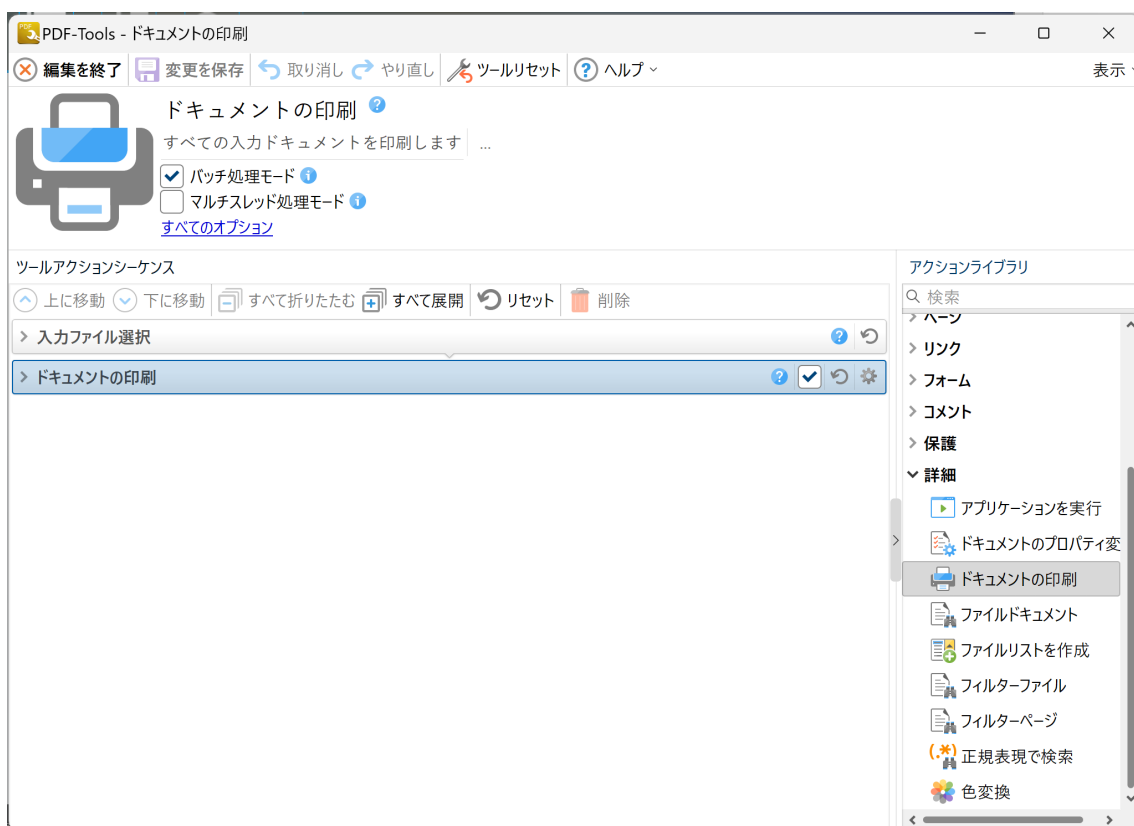 PDF-Tools - ドキュメントの印刷
編集を終了 変更を保存 取り消し やり直し ツールリセット ヘルプ 表示
ドキュメントの印刷
すべての入力ドキュメントを印刷します ...
バッチ処理モード
マルチスレッド処理モード
すべてのオプション
ツールアクションシーケンス
上に移動 下に移動 すべて折りたたむ すべて展開 リセット 削除
入力ファイル選択
ドキュメントの印刷
アクションライブラリ
検索
ページ
リンク
フォーム
コメント
保護
詳細
アプリケーションを実行
ドキュメントのプロパティ変
ドキュメントの印刷
ファイルドキュメント
ファイルリストを作成
フィルターファイル
フィルターページ
(.*) 正規表現で検索
色変換